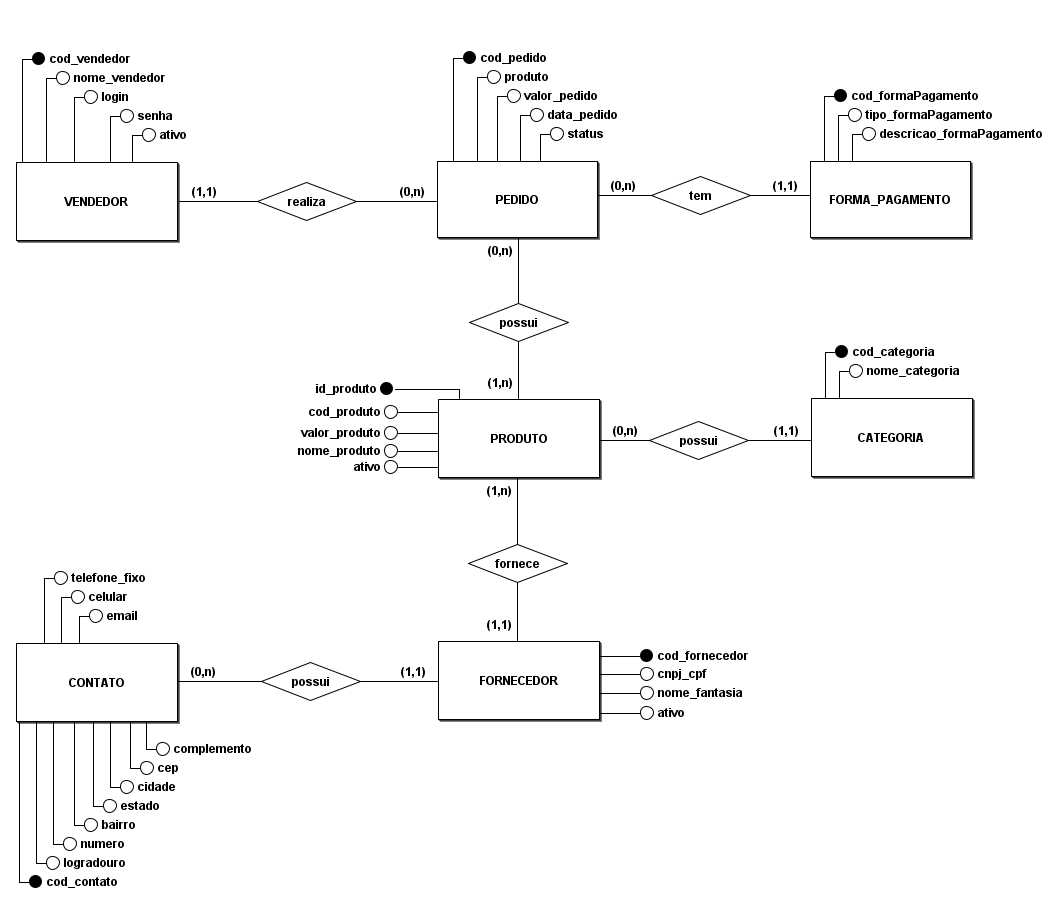 cod_vendedor
nome_vendedor
login
senha
ativo
VENDEDOR
(1,1)
realiza
(0,n)
cod_pedido
produto
valor_pedido
data_pedido
status
PEDIDO
(0,n)
tem
(1,1)
cod_formaPagamento
tipo_formaPagamento
descricao_formaPagamento
FORMA_PAGAMENTO
(0,n)
possui
(1,n)
id_produto
cod_produto
valor_produto
nome_produto
ativo
PRODUTO
(0,n)
possui
(1,1)
cod_categoria
nome_categoria
CATEGORIA
(1,n)
fornece
(1,1)
telefone_fixo
celular
email
CONTATO
(0,n)
possui
(1,1)
FORNECEDOR
cod_fornecedor
cnpj_cpf
nome_fantasia
ativo
complemento
cep
cidade
estado
bairro
numero
logradouro
cod_contato